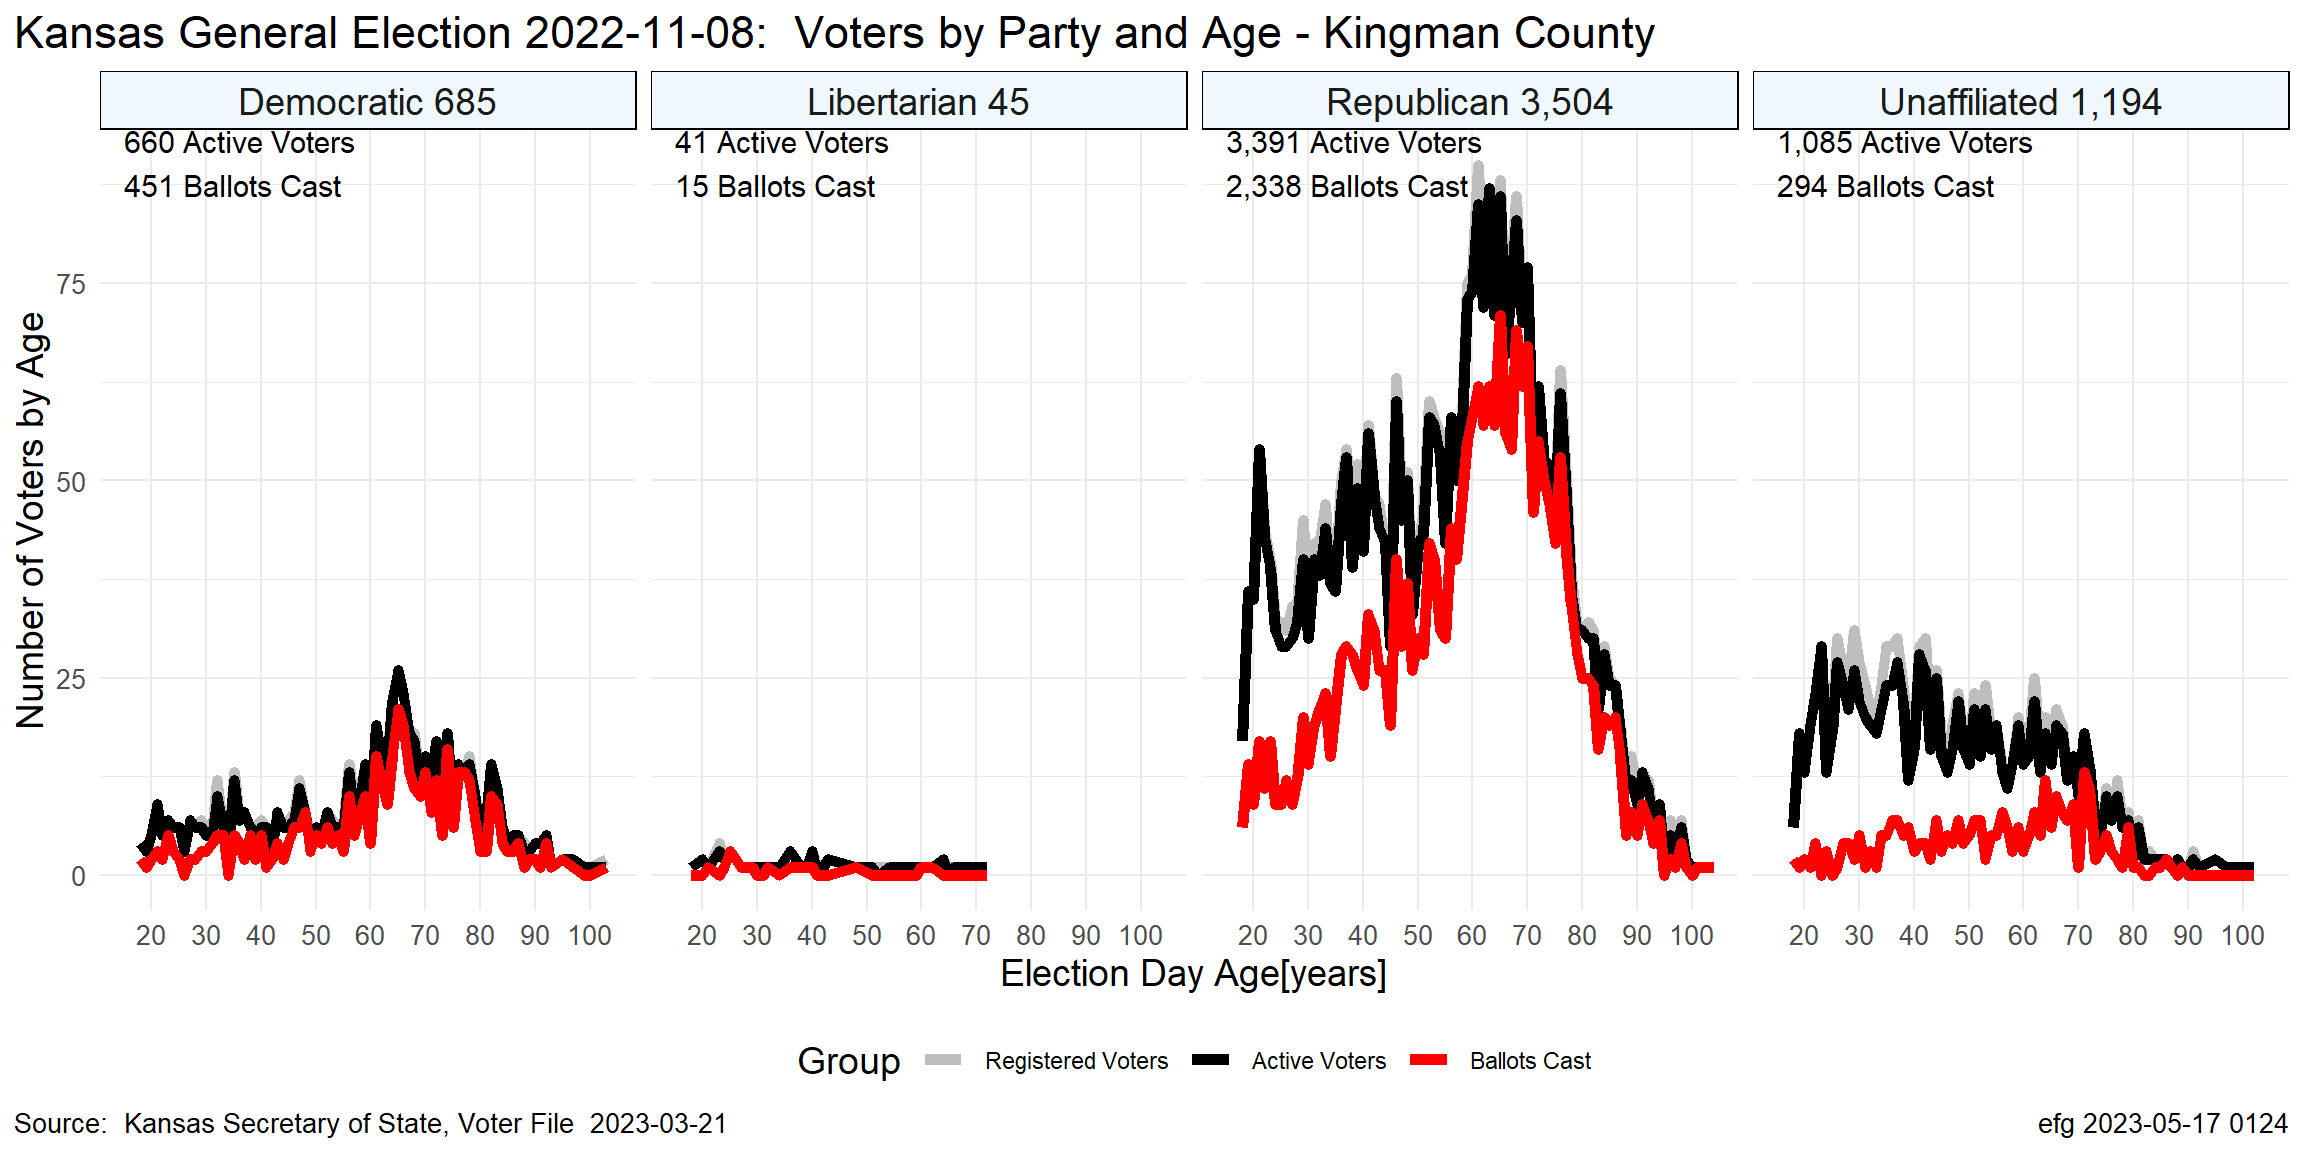 Kansas General Election 2022-11-08:  Voters by Party and Age - Kingman County
Democratic 685
Libertarian 45
Republican 3,504
Unaffiliated 1,194
660 Active Voters
451 Ballots Cast
41 Active Voters
15 Ballots Cast
3,391 Active Voters
2,338 Ballots Cast
1,085 Active Voters
294 Ballots Cast
Number of Voters by Age
75
50
25
0
20 30 40 50 60 70 80 90 100
20 30 40 50 60 70 80 90 100
20 30 40 50 60 70 80 90 100
20 30 40 50 60 70 80 90 100
Election Day Age[years]
Group Registered Voters Active Voters Ballots Cast
Source:  Kansas Secretary of State, Voter File  2023-03-21
efg 2023-05-17 0124